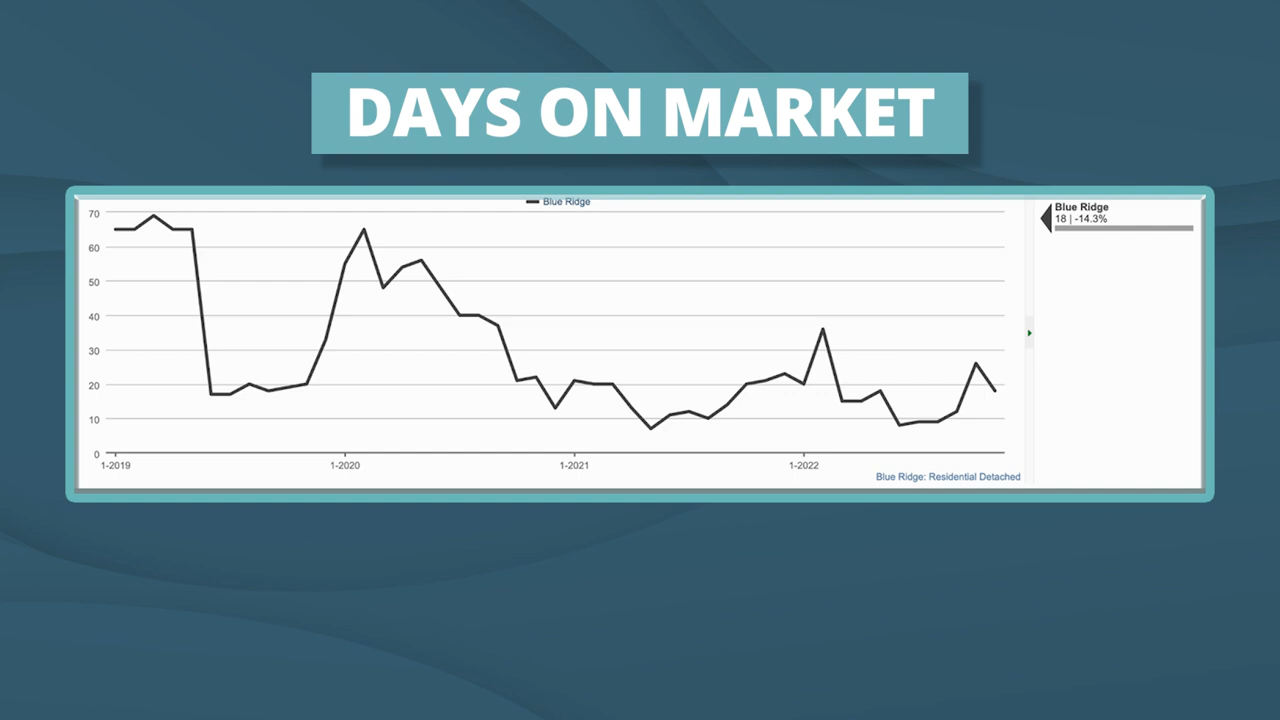 DAYS ON MARKET
Blue Ridge
70
60
50
40
30
20
10
0
1-2019
1-2020
1-2021
1-2022
Blue Ridge: Residential Detached
Blue Ridge
18 | -14.3%